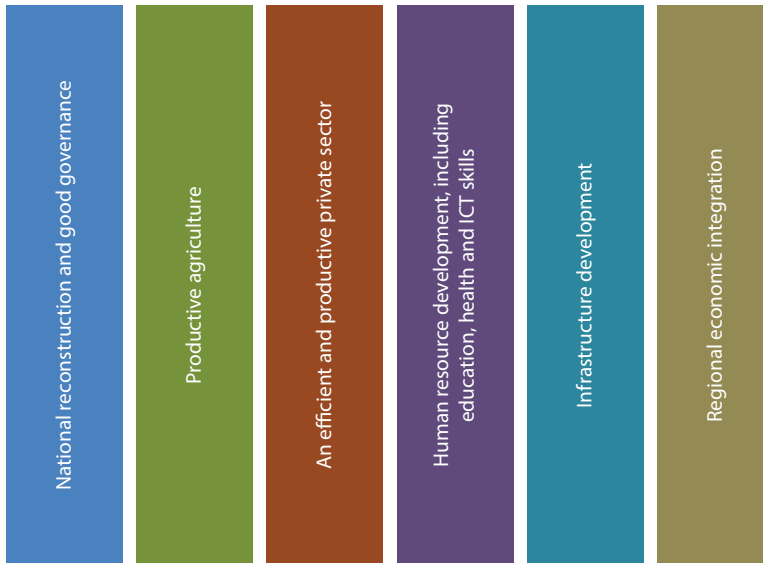 National reconstruction and good governance
Productive agriculture
An efficient and productive private sector
Human resource development, including
education, health and ICT skills
Infrastructure development
Regional economic integration